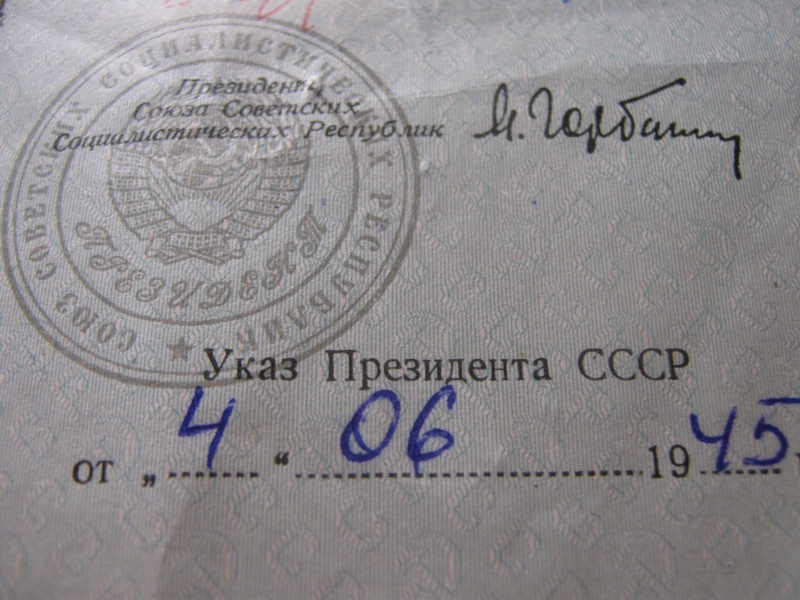 СОЮЗ СОВЕТСКИХ СОЦИАЛИСТИЧЕСКИХ РЕСПУБЛИК
ПРЕЗИДЕНТ
Президент
Союза Советских
Социалистических Республик
М. Горбачев
Указ Президента СССР
от „ 4 “ 06 1945